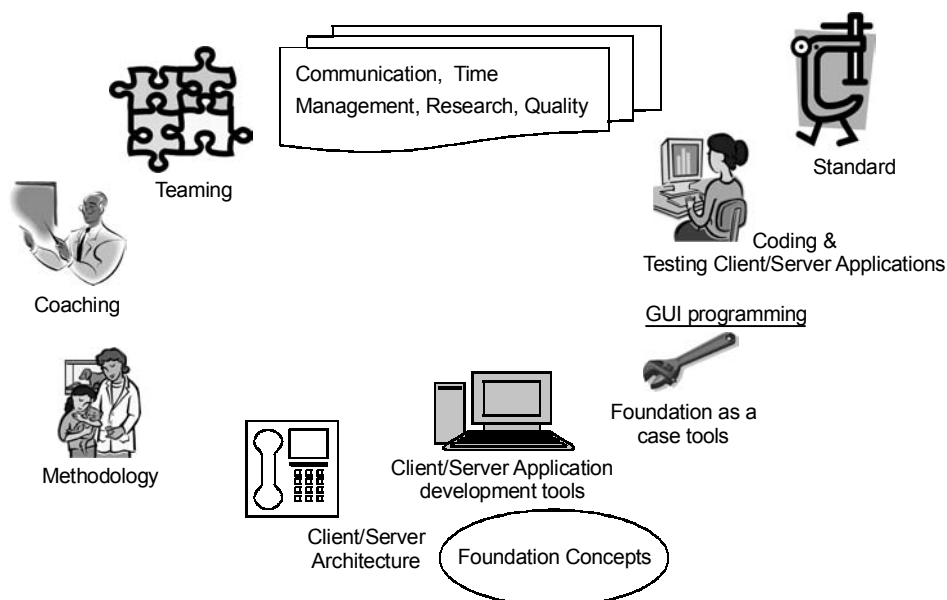 Communication, Time
Management, Research, Quality
Teaming
Standard
Coding &
Testing Client/Server Applications
Coaching
GUI programming
Foundation as a
case tools
Methodology
Client/Server Application
development tools
Client/Server
Architecture
Foundation Concepts